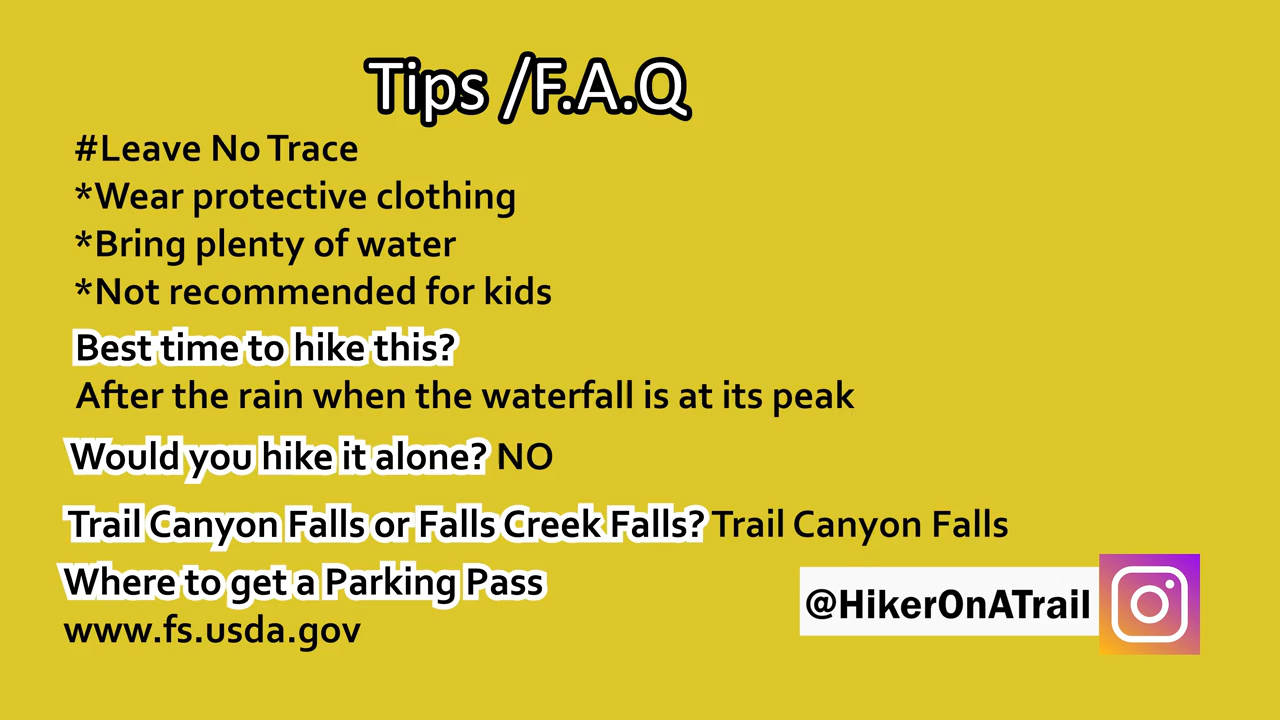 Tips /F.A.Q
#Leave No Trace
*Wear protective clothing
*Bring plenty of water
*Not recommended for kids
Best time to hike this?
After the rain when the waterfall is at its peak
Would you hike it alone? NO
Trail Canyon Falls or Falls Creek Falls? Trail Canyon Falls
Where to get a Parking Pass
www.fs.usda.gov
@HikerOnATrail